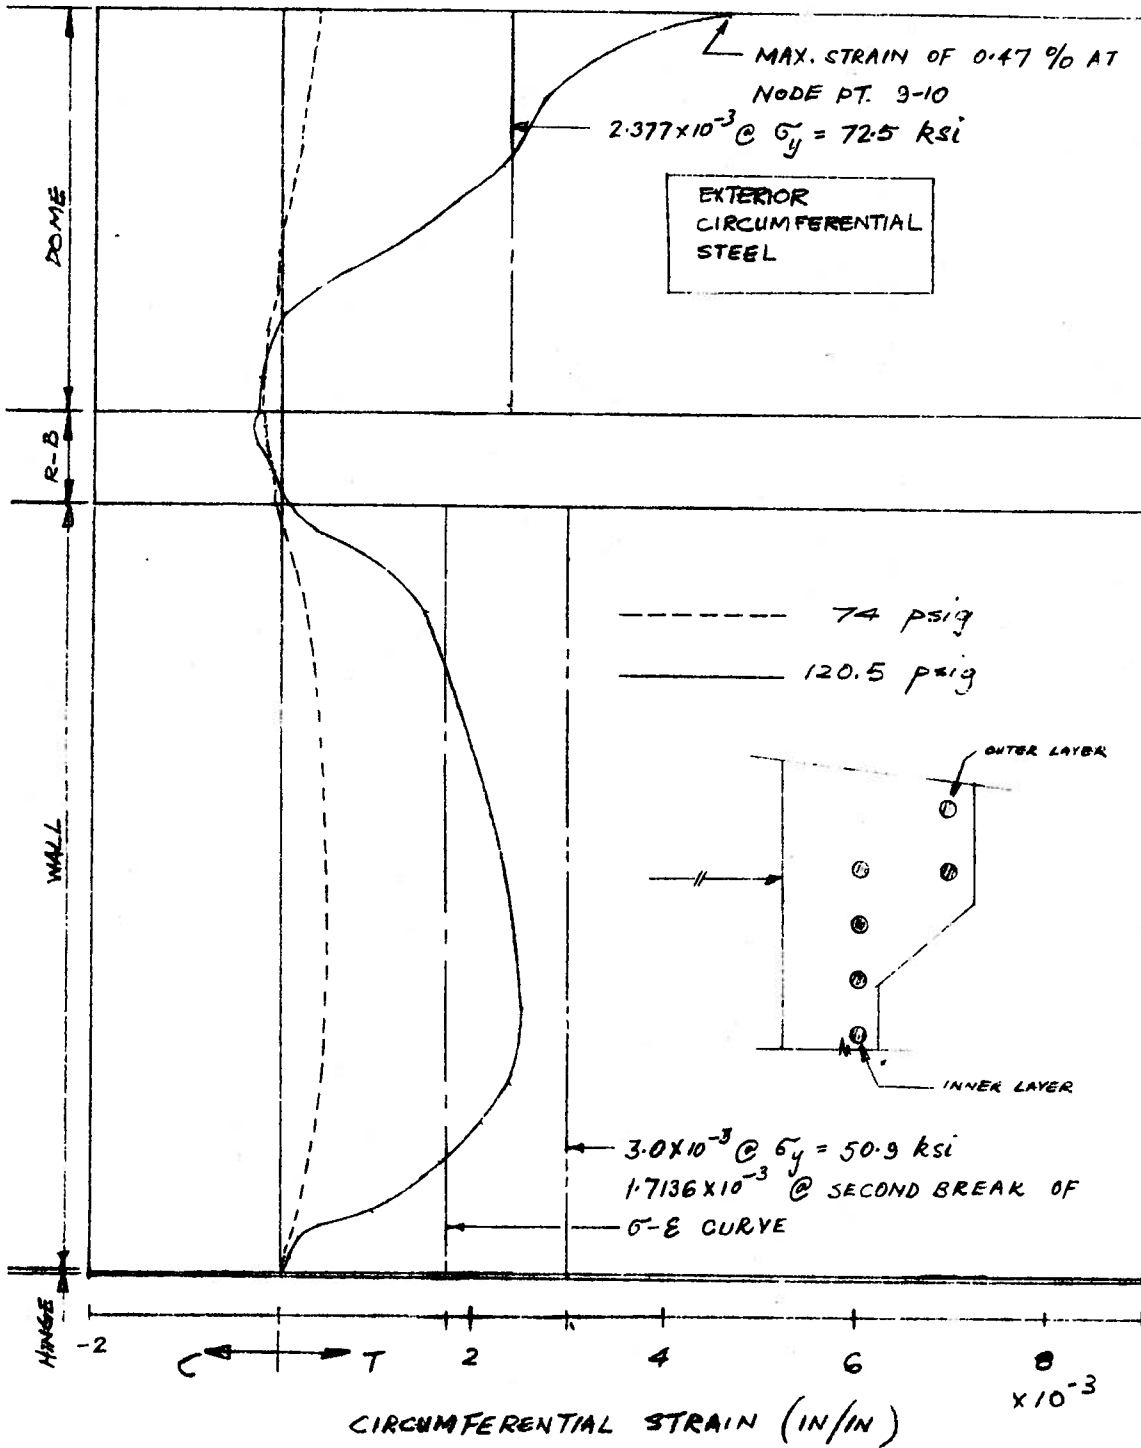 MAX. STRAIN OF 0.47 % AT
NODE PT. 9-10
2.377×10⁻³ @ σy = 72.5 ksi
EXTERIOR
CIRCUMFERENTIAL
STEEL
DOME
R-B
WALL
HINGE
74 psig
120.5 psig
OUTER LAYER
INNER LAYER
3.0×10⁻³ @ σy = 50.9 ksi
1.7136×10⁻³ @ SECOND BREAK OF
σ-ε CURVE
-2
2
4
6
8
C
T
×10⁻³
CIRCUMFERENTIAL STRAIN (IN/IN)